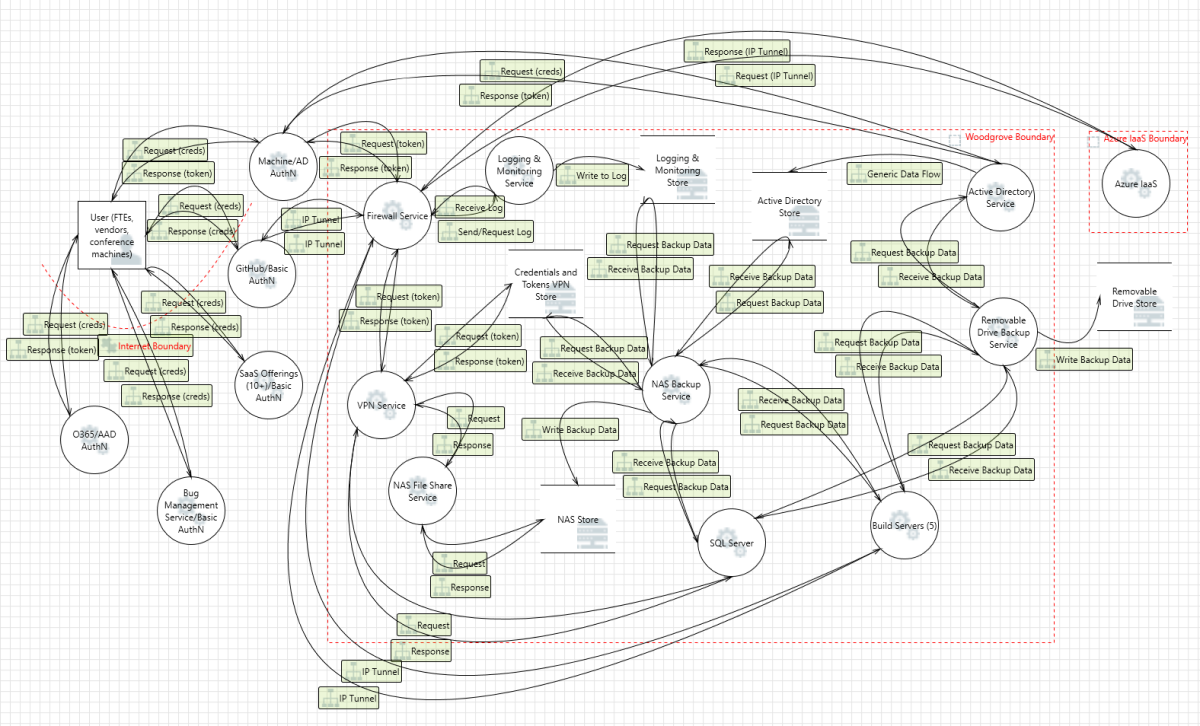 Response (IP Tunnel)
Request (creds)
Request (IP Tunnel)
Response (token)
Woodgrove Boundary
Azure IaaS Boundary
Request (creds)
Response (token)
Machine/AD
AuthN
Request (token)
Response (token)
Logging &
Monitoring
Service
Write to Log
Logging &
Monitoring
Store
Generic Data Flow
Active Directory
Service
Azure IaaS
Request (creds)
Response (creds)
User (FTEs,
vendors,
conference
machines)
IP Tunnel
IP Tunnel
Firewall Service
Receive Log
Send/Request Log
Active Directory
Store
Request Backup Data
Receive Backup Data
Request Backup Data
Receive Backup Data
GitHub/Basic
AuthN
Credentials and
Tokens VPN
Store
Receive Backup Data
Request Backup Data
Removable
Drive Store
Request (creds)
Response (creds)
Request (token)
Response (token)
Request (creds)
Response (token)
Internet Boundary
Request (token)
Response (token)
Request Backup Data
Receive Backup Data
Request Backup Data
Receive Backup Data
Removable
Drive Backup
Service
Write Backup Data
Request (creds)
Response (creds)
SaaS Offerings
(10+)/Basic
AuthN
VPN Service
NAS Backup
Service
Receive Backup Data
Request Backup Data
O365/AAD
AuthN
Request
Response
Write Backup Data
Request Backup Data
Receive Backup Data
Receive Backup Data
Request Backup Data
Bug
Management
Service/Basic
AuthN
NAS File Share
Service
NAS Store
SQL Server
Build Servers (5)
Request
Response
Request
Response
IP Tunnel
IP Tunnel